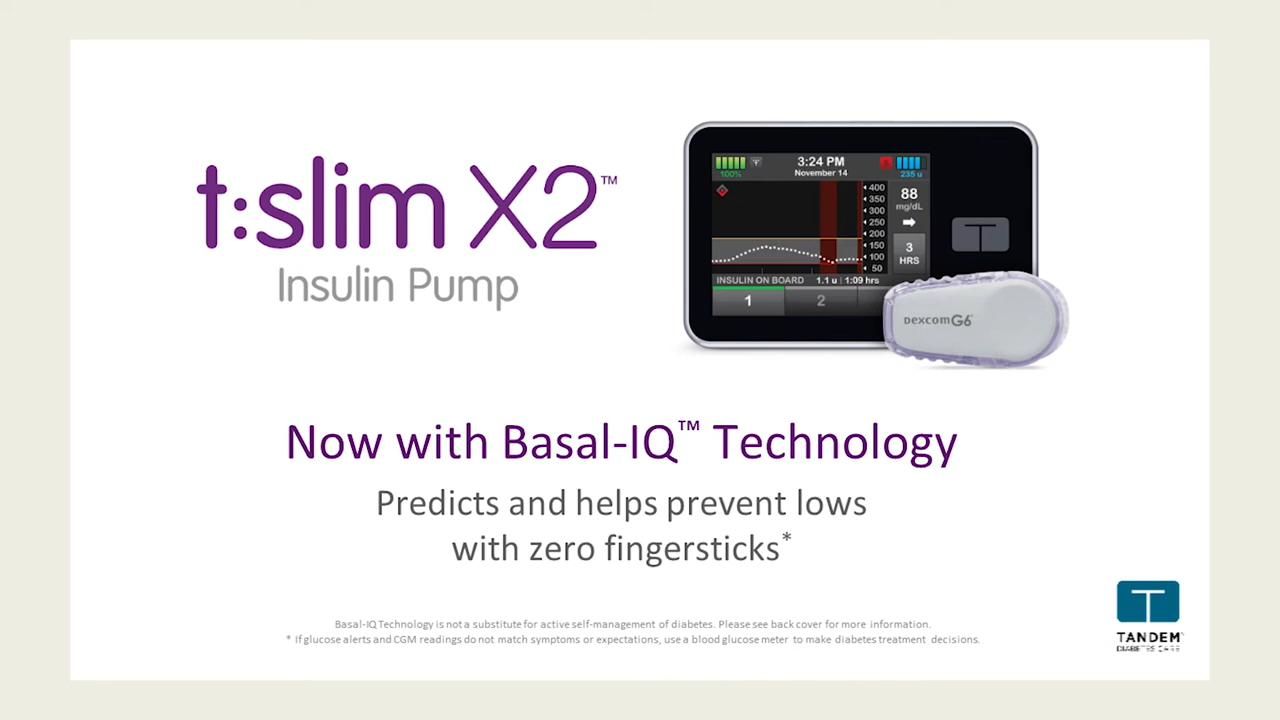 t:slim X2™
Insulin Pump
3:24 PM
November 14
100%
T
235 u
400
350
300
250
200
150
100
50
88
mg/dL
3
HRS
INSULIN ON BOARD 1.1 u 1:09 hrs
1
2
T
Dexcom G6
Now with Basal-IQ™ Technology
Predicts and helps prevent lows
with zero fingersticks*
Basal-IQ Technology is not a substitute for active self-management of diabetes. Please see back cover for more information.
* If glucose alerts and CGM readings do not match symptoms or expectations, use a blood glucose meter to make diabetes treatment decisions.
T
TANDEM
DIABETES CARE